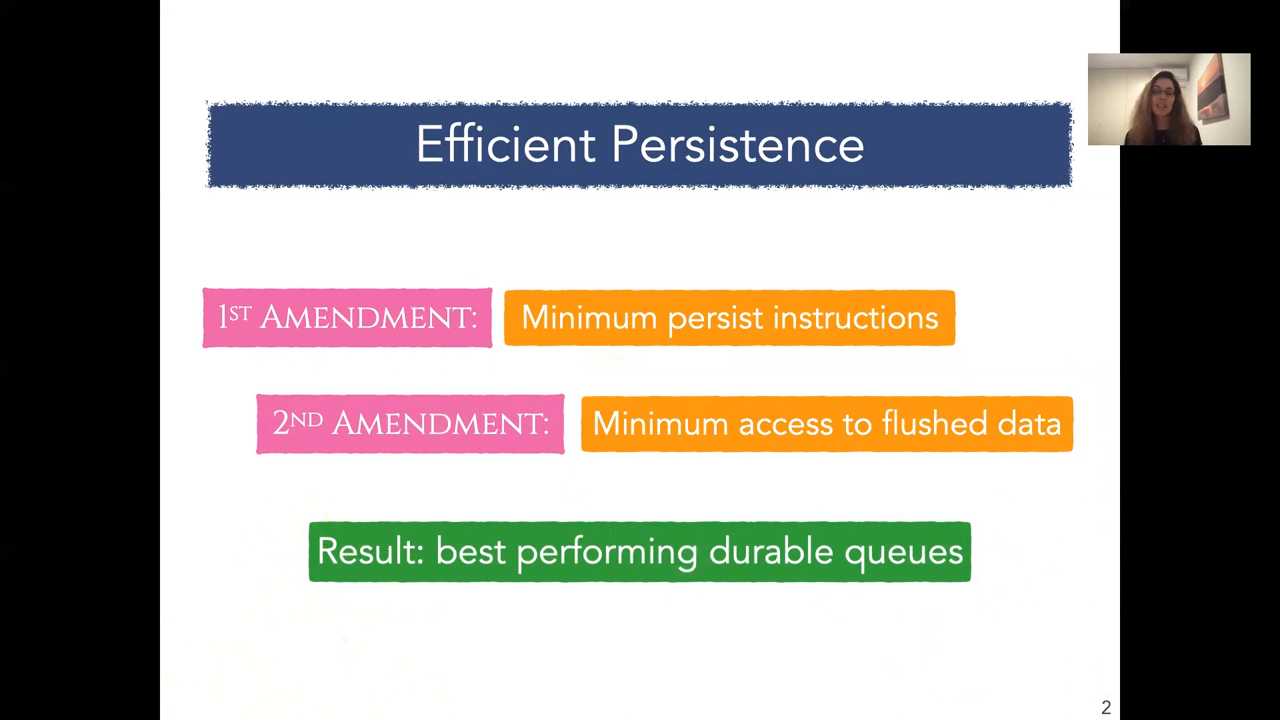 Efficient Persistence
1ST AMENDMENT: Minimum persist instructions
2ND AMENDMENT: Minimum access to flushed data
Result: best performing durable queues
2